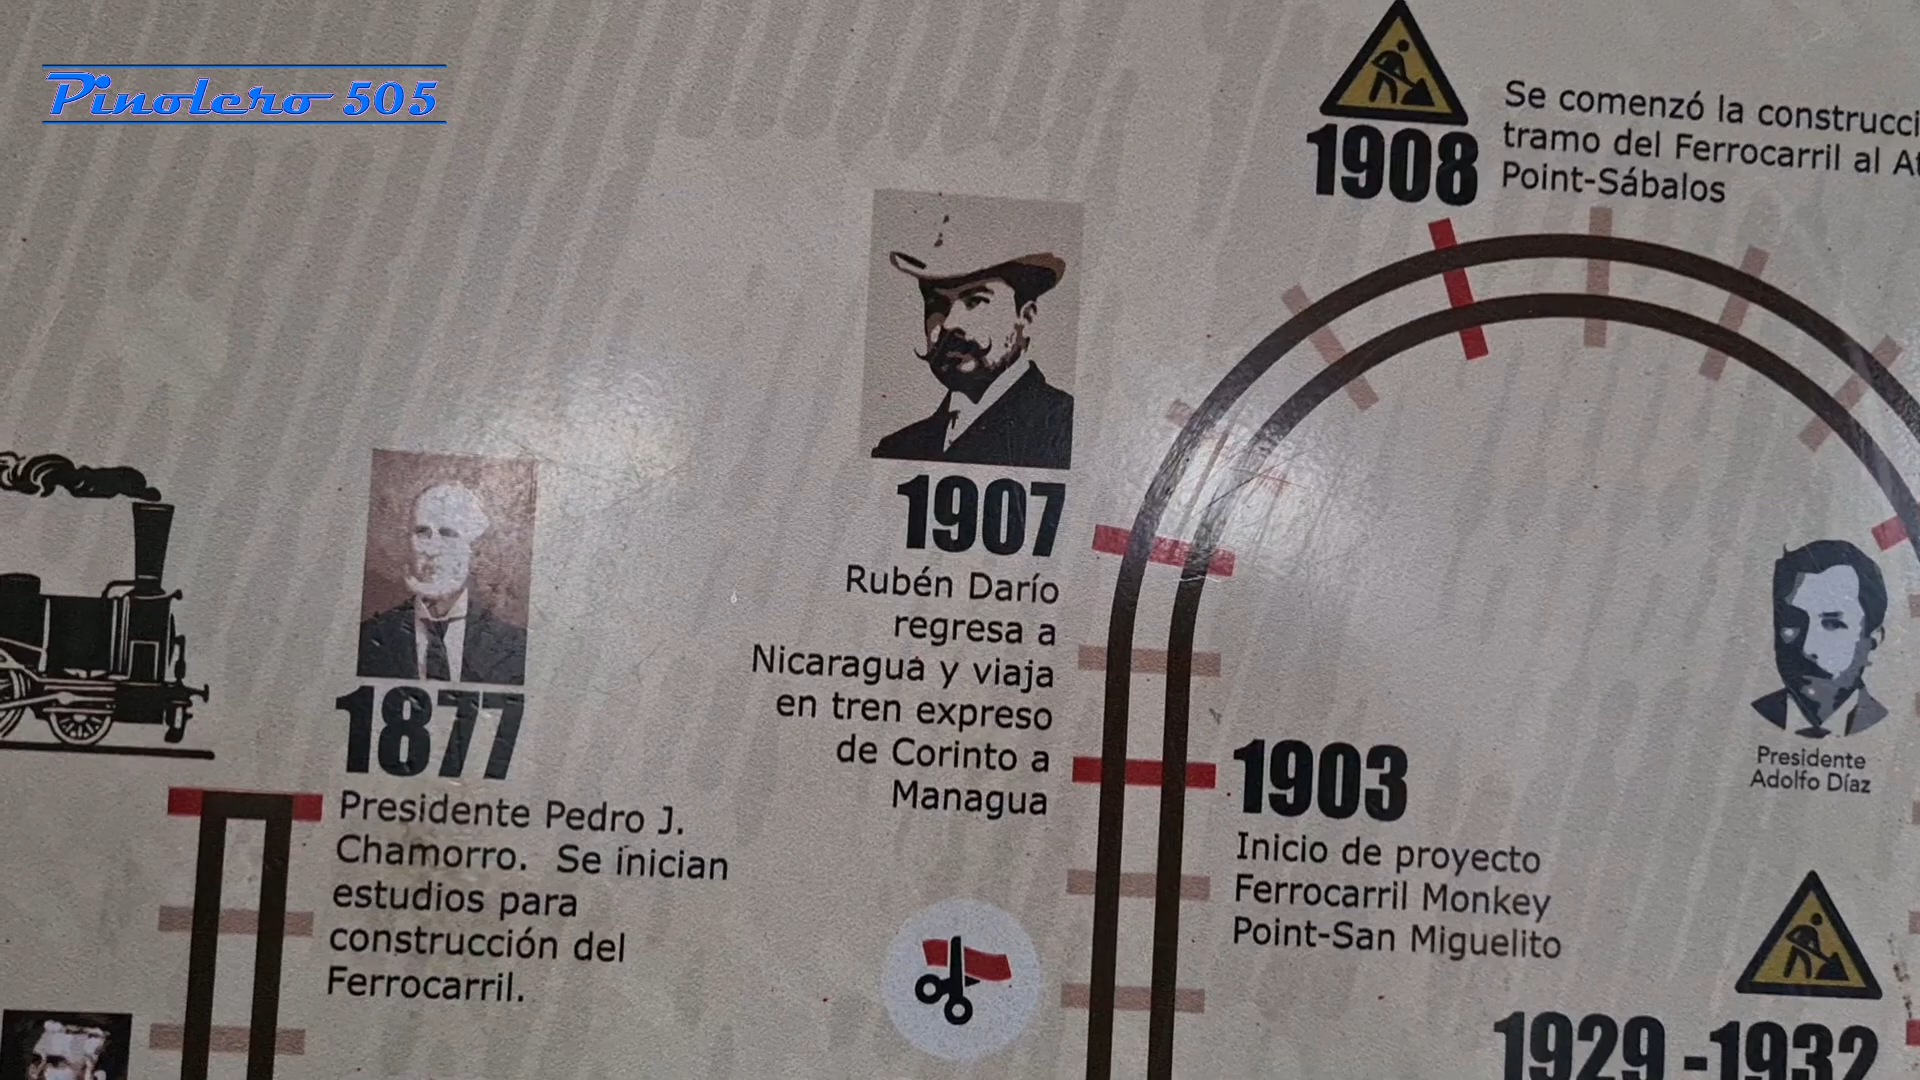 Pinolero 505
1908
Se comenzó la construcci
tramo del Ferrocarril al At
Point-Sábalos
1907
Rubén Darío
regresa a
Nicaragua y viaja
en tren expreso
de Corinto a
Managua
1877
Presidente Pedro J.
Chamorro. Se inician
estudios para
construcción del
Ferrocarril.
1903
Inicio de proyecto
Ferrocarril Monkey
Point-San Miguelito
Presidente
Adolfo Díaz
1929 -1932